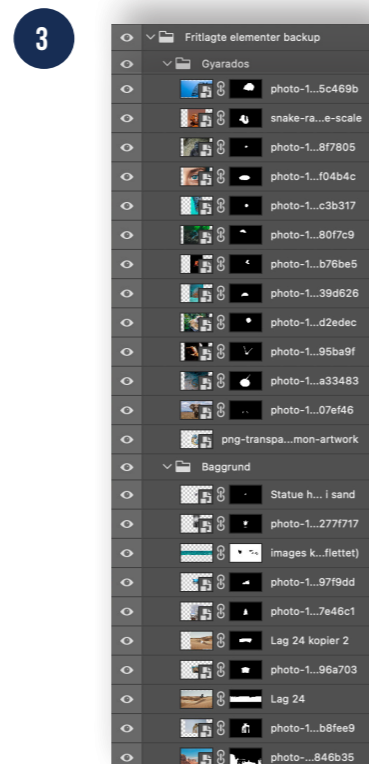 3
Fritlagte elementer backup
Gyarados
photo-1...5c469b
snake-ra...e-scale
photo-1...8f7805
photo-1...f04b4c
photo-1...c3b317
photo-1...80f7c9
photo-1...b76be5
photo-1...39d626
photo-1...d2edec
photo-1...95ba9f
photo-1...a33483
photo-1...07ef46
png-transpa...mon-artwork
Baggrund
Statue h... i sand
photo-1...277f717
images k...flettet)
photo-1...97f9dd
photo-1...7e46c1
Lag 24 kopier 2
photo-1...96a703
Lag 24
photo-1...b8fee9
photo-...846b35